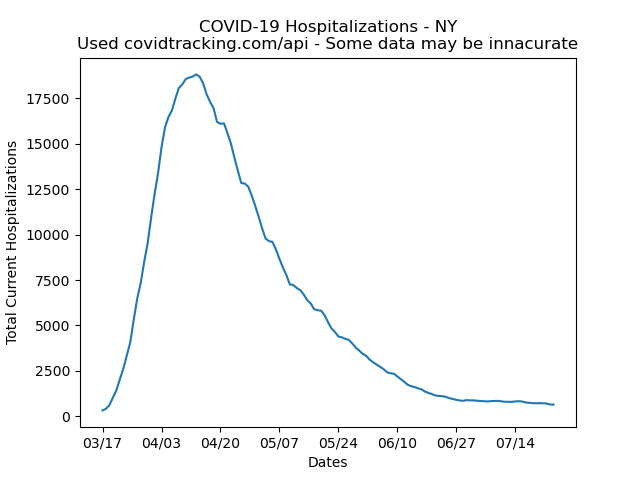 COVID-19 Hospitalizations - NY
Used covidtracking.com/api - Some data may be innacurate
17500
15000
12500
10000
7500
5000
2500
0
Total Current Hospitalizations
03/17 04/03 04/20 05/07 05/24 06/10 06/27 07/14
Dates